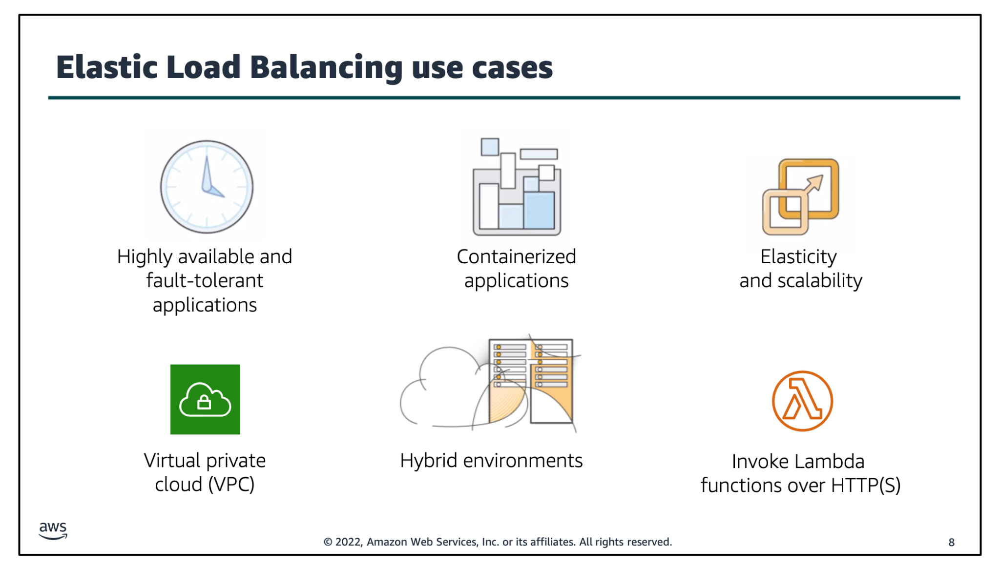 Elastic Load Balancing use cases
Highly available and
fault-tolerant
applications
Containerized
applications
Elasticity
and scalability
Virtual private
cloud (VPC)
Hybrid environments
Invoke Lambda
functions over HTTP(S)
aws
© 2022, Amazon Web Services, Inc. or its affiliates. All rights reserved.
8